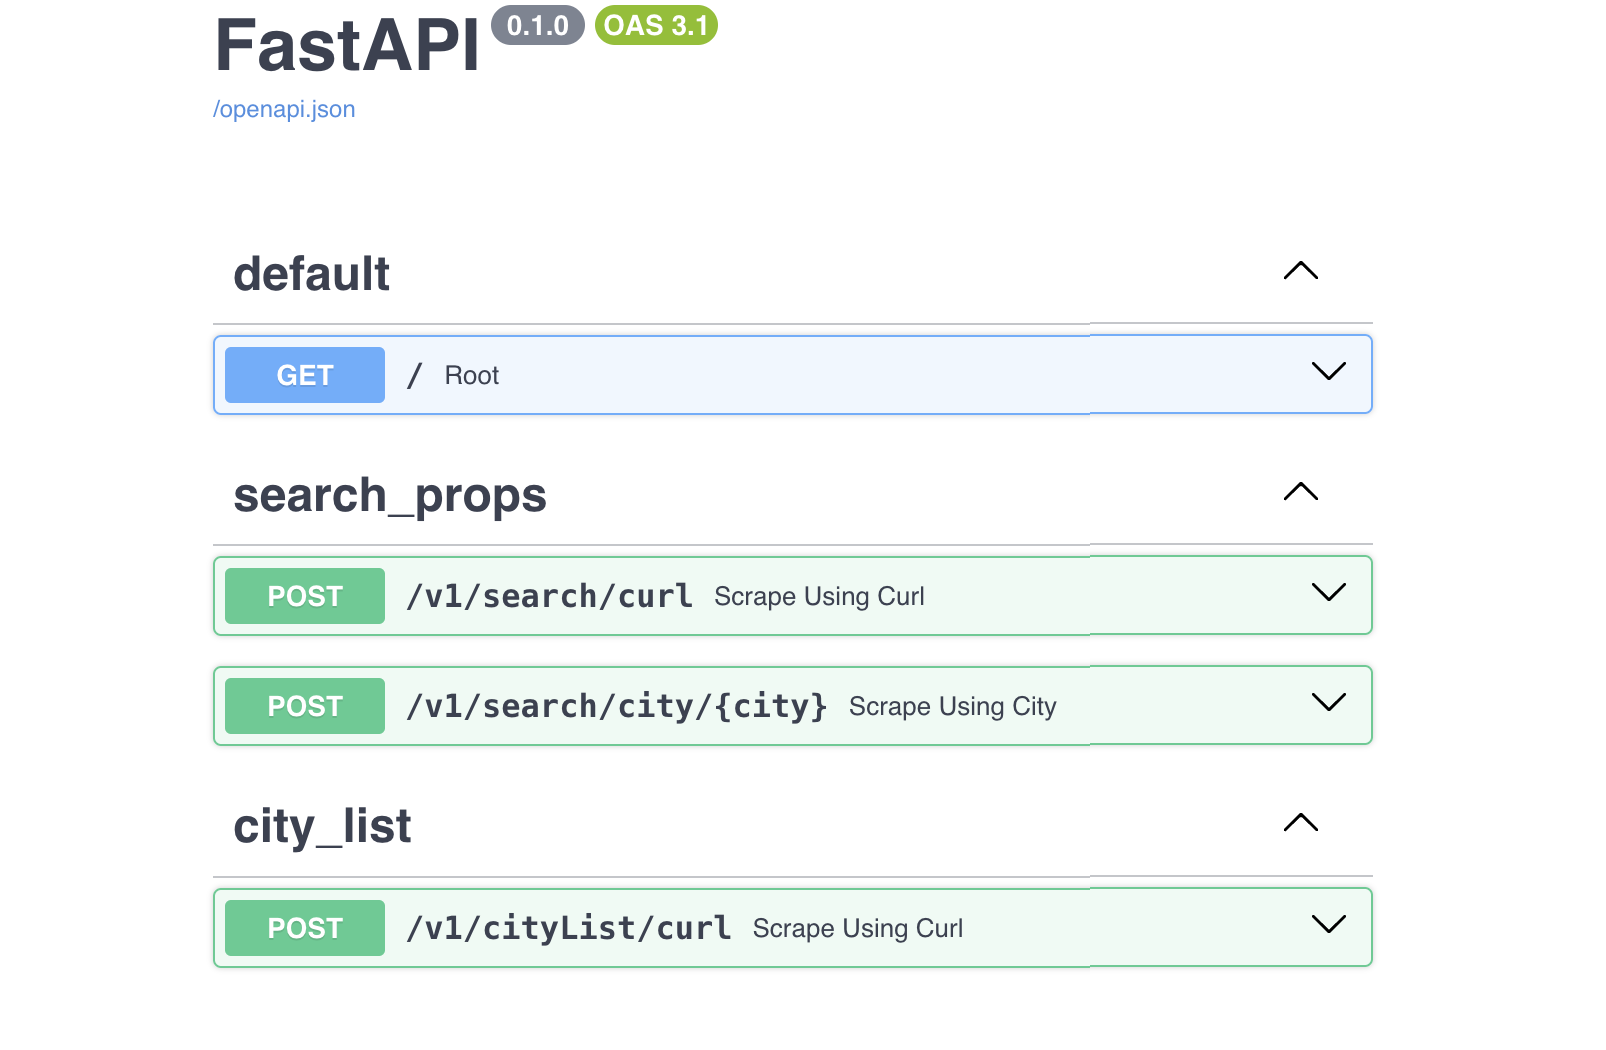 FastAPI 0.1.0 OAS 3.1
/openapi.json
default
GET / Root
search_props
POST /v1/search/curl Scrape Using Curl
POST /v1/search/city/{city} Scrape Using City
city_list
POST /v1/cityList/curl Scrape Using Curl